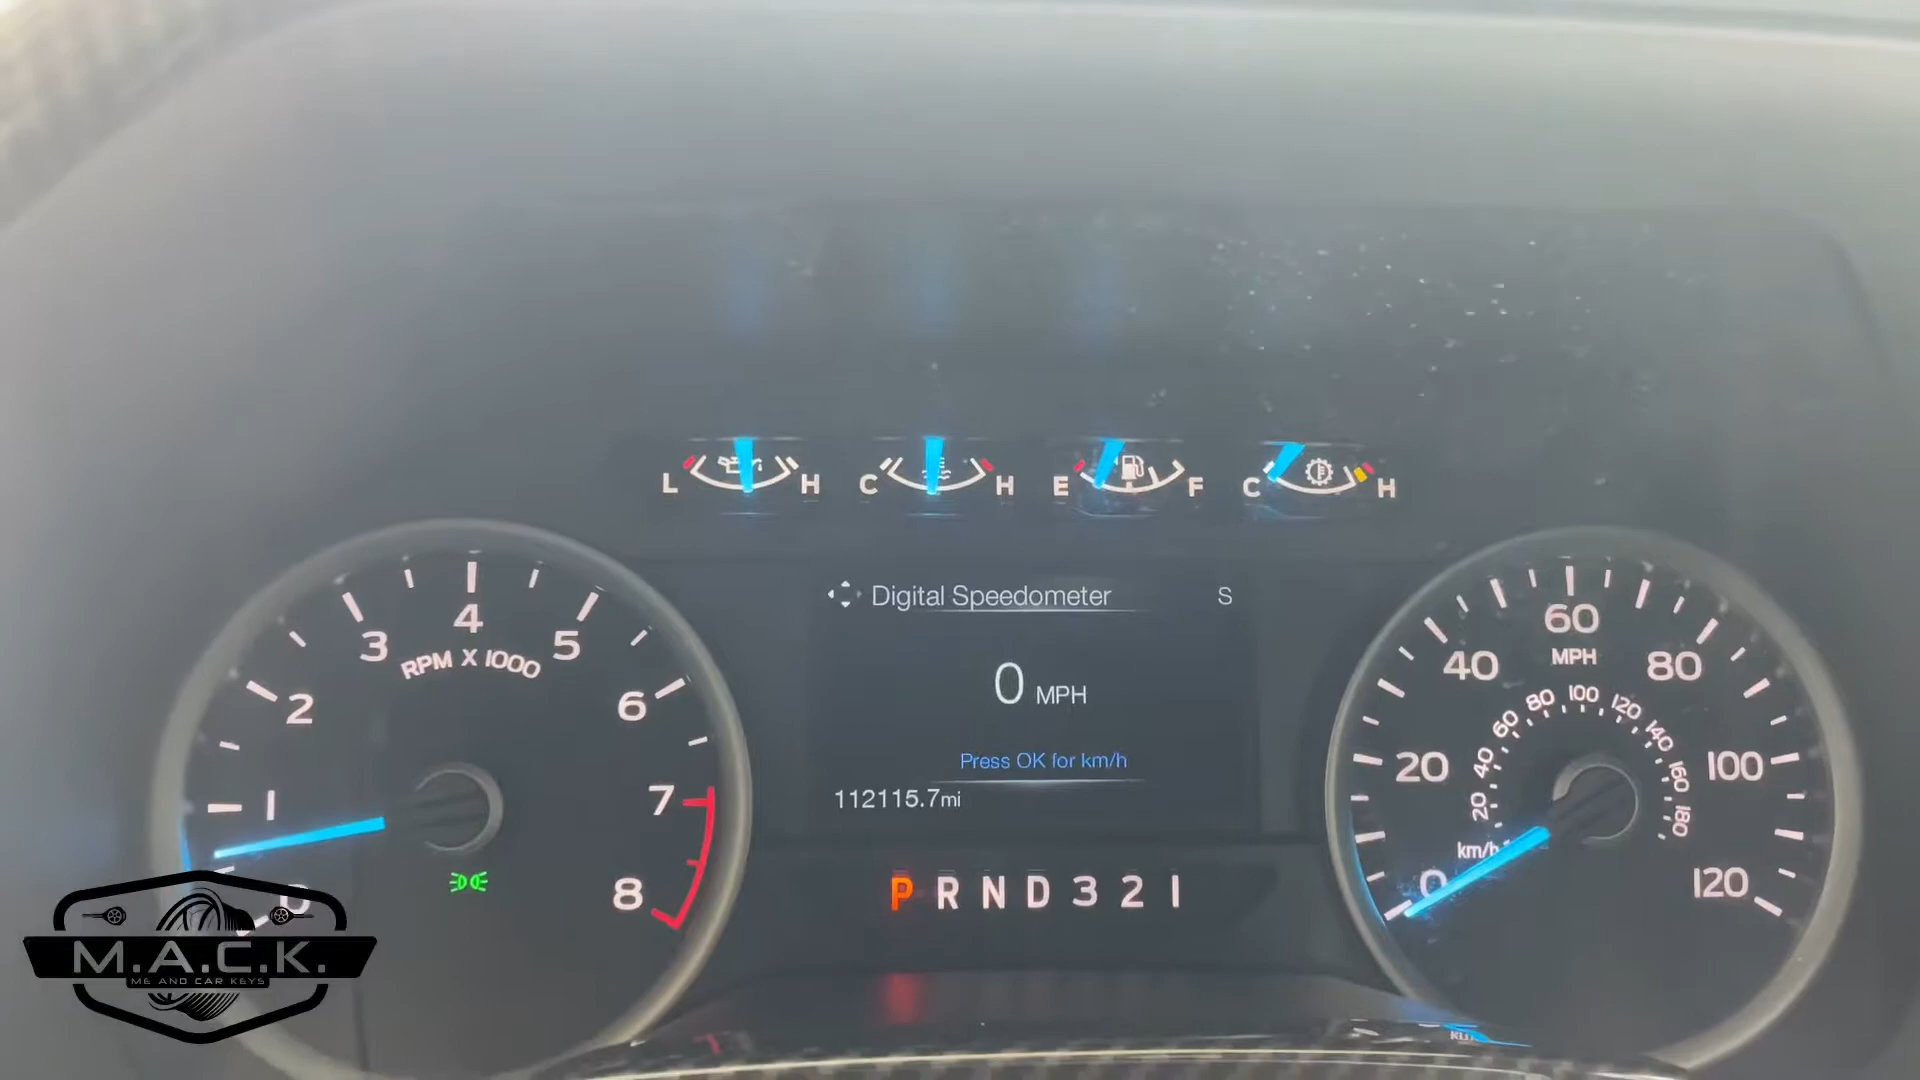 L H C H E F C H
Digital Speedometer S
0 MPH
Press OK for km/h
112115.7mi
P R N D 3 2 1
0 1 2 3 4 5 6 7 8
RPM X 1000
0 20 40 60 80 100 120
MPH
20 40 60 80 100 120 140 160 180
km/h
M.A.C.K.
ME AND CAR KEYS